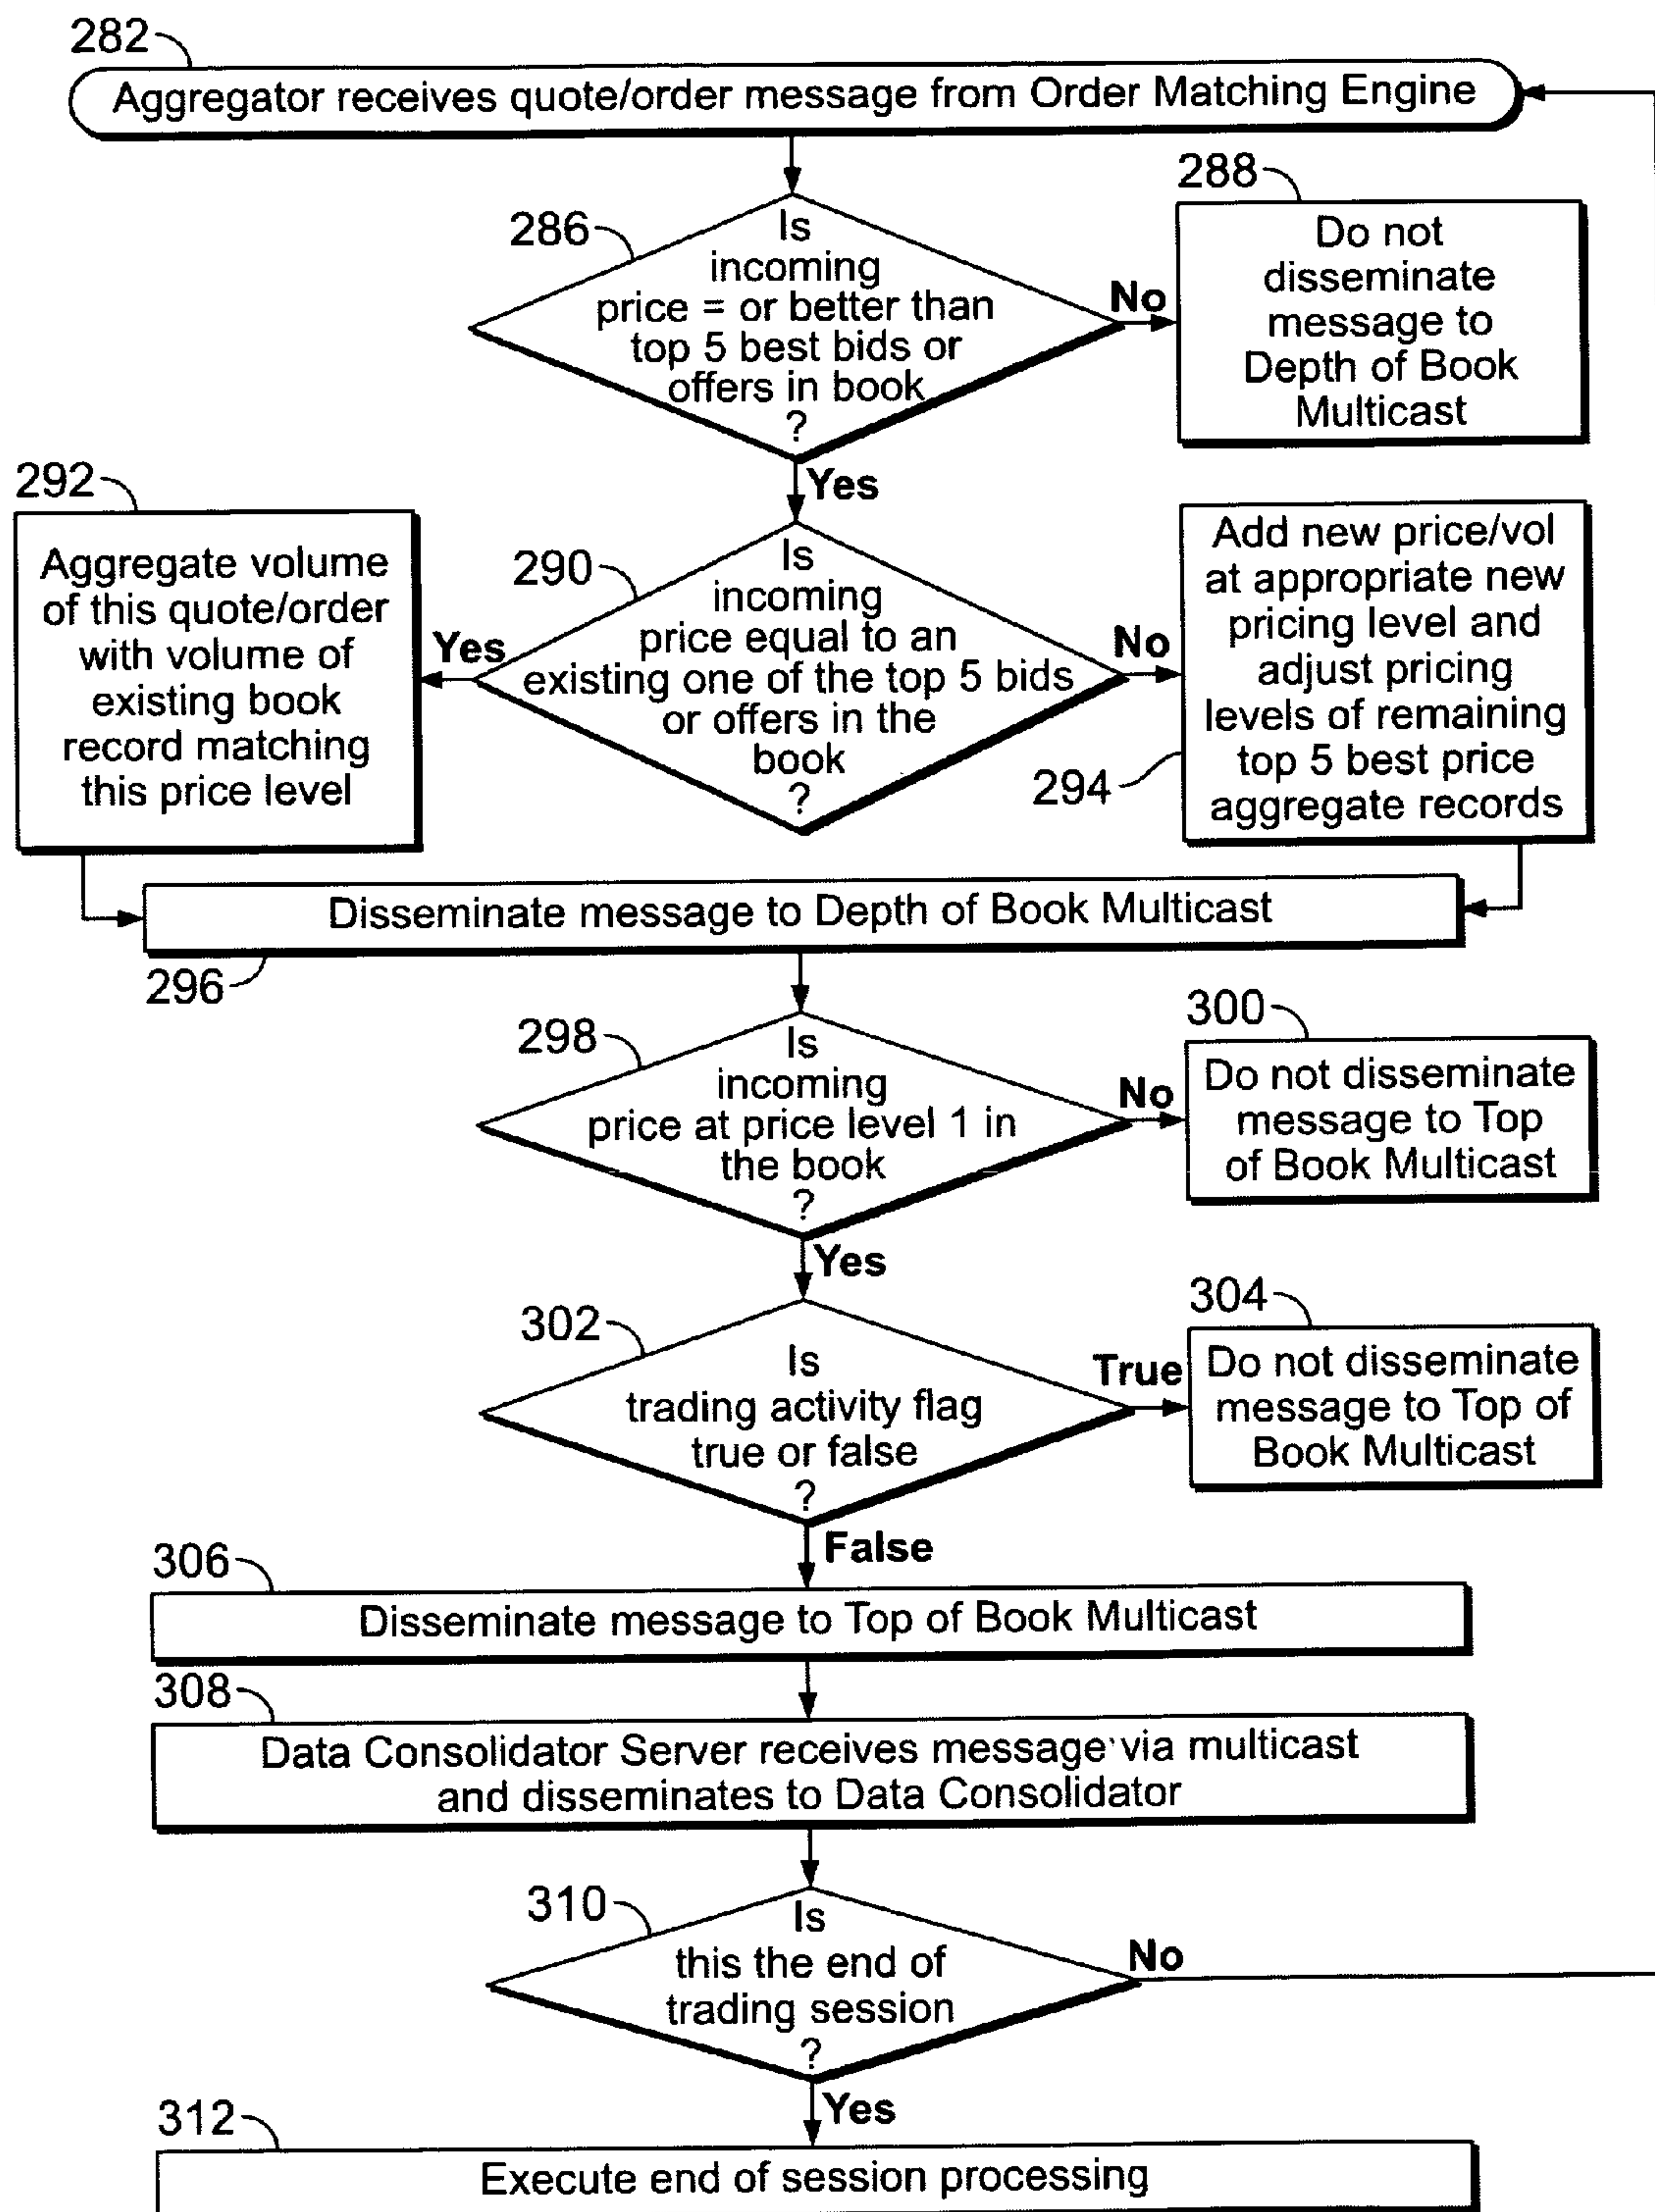 282
Aggregator receives quote/order message from Order Matching Engine
286
Is
incoming
price = or better than
top 5 best bids or
offers in book
?
No
288
Do not
disseminate
message to
Depth of Book
Multicast
Yes
290
Is
incoming
price equal to an
existing one of the top 5 bids
or offers in the
book
?
Yes
292
Aggregate volume
of this quote/order
with volume of
existing book
record matching
this price level
No
294
Add new price/vol
at appropriate new
pricing level and
adjust pricing
levels of remaining
top 5 best price
aggregate records
Disseminate message to Depth of Book Multicast
296
298
Is
incoming
price at price level 1 in
the book
?
No
300
Do not disseminate
message to Top
of Book Multicast
Yes
302
Is
trading activity flag
true or false
?
True
304
Do not disseminate
message to Top of
Book Multicast
False
306
Disseminate message to Top of Book Multicast
308
Data Consolidator Server receives message via multicast
and disseminates to Data Consolidator
310
Is
this the end of
trading session
?
No
Yes
312
Execute end of session processing